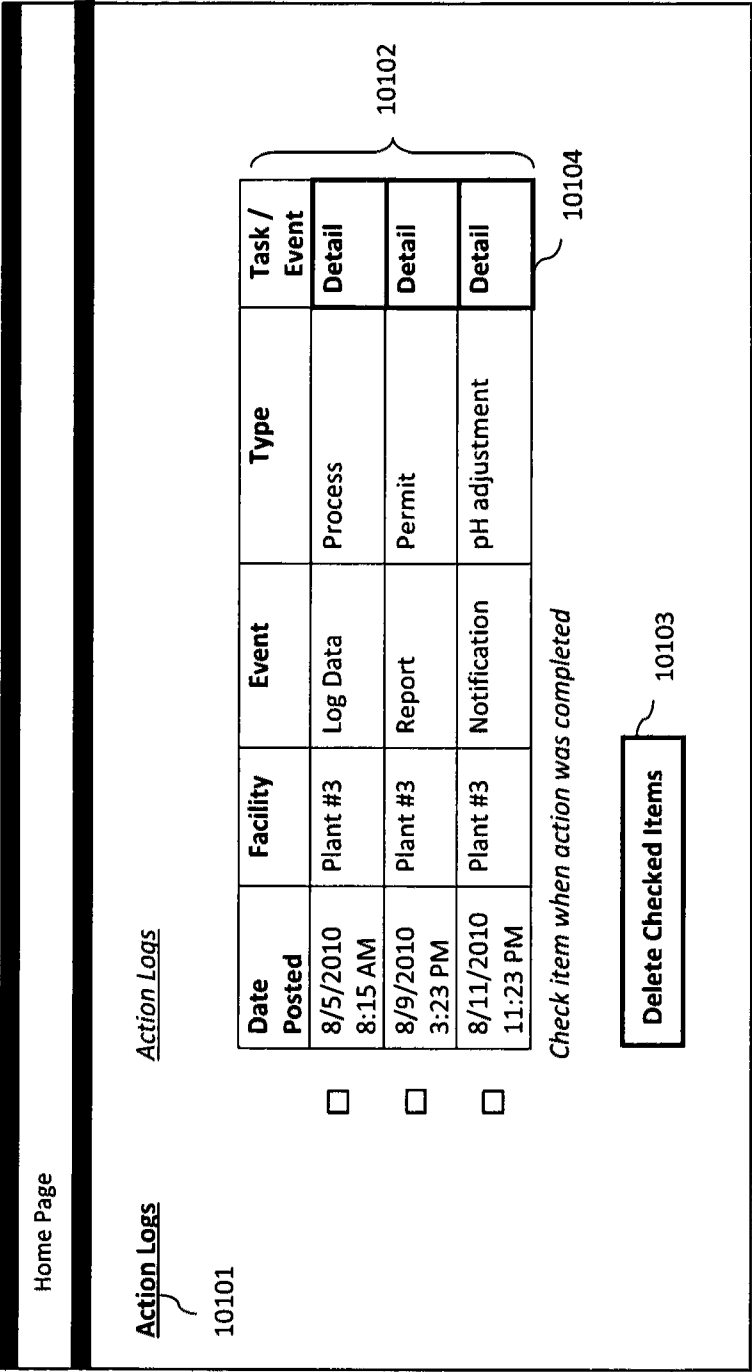 Home Page
Action Logs
10101
Action Logs
Date Posted Facility Event Type Task / Event
8/5/2010 8:15 AM Plant #3 Log Data Process Detail
8/9/2010 3:23 PM Plant #3 Report Permit Detail
8/11/2010 11:23 PM Plant #3 Notification pH adjustment Detail
10102
10104
Check item when action was completed
Delete Checked Items
10103